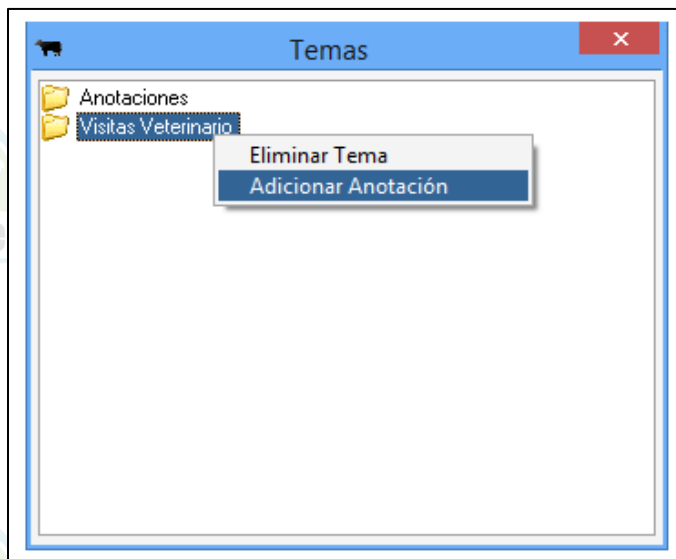 Temas
Anotaciones
Visitas Veterinario
Eliminar Tema
Adicionar Anotación